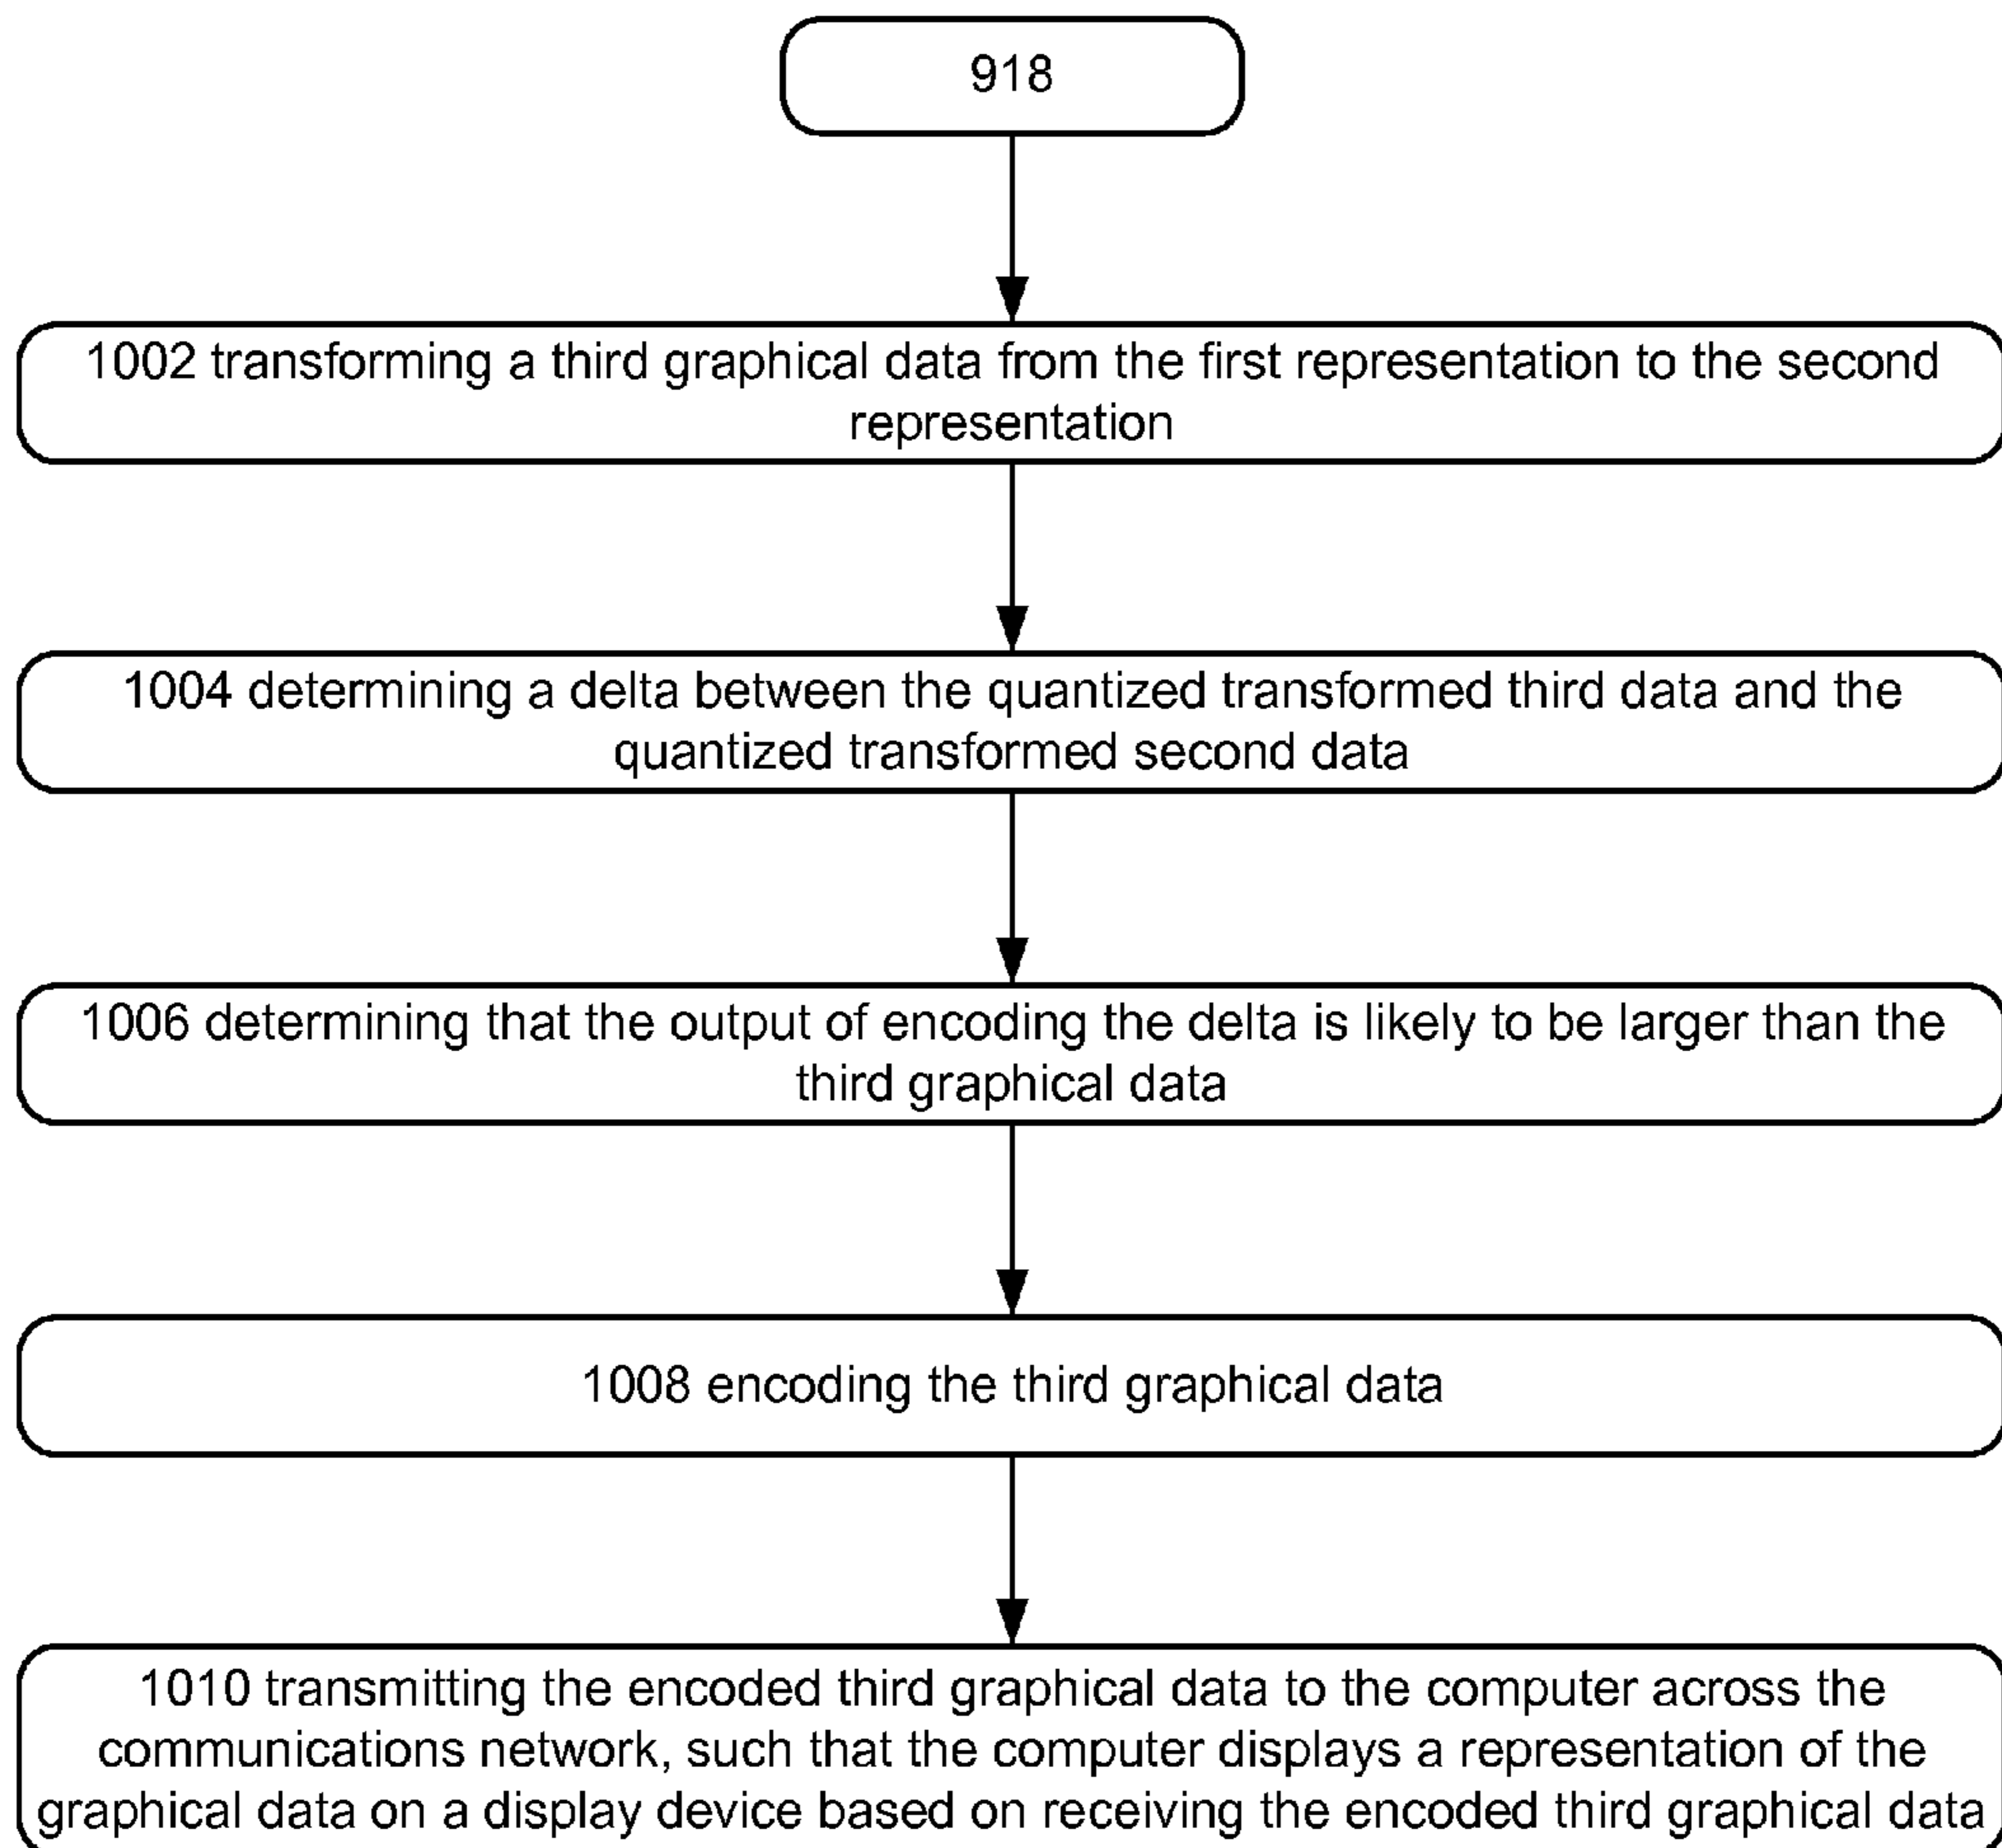 918
1002 transforming a third graphical data from the first representation to the second
representation
1004 determining a delta between the quantized transformed third data and the
quantized transformed second data
1006 determining that the output of encoding the delta is likely to be larger than the
third graphical data
1008 encoding the third graphical data
1010 transmitting the encoded third graphical data to the computer across the
communications network, such that the computer displays a representation of the
graphical data on a display device based on receiving the encoded third graphical data